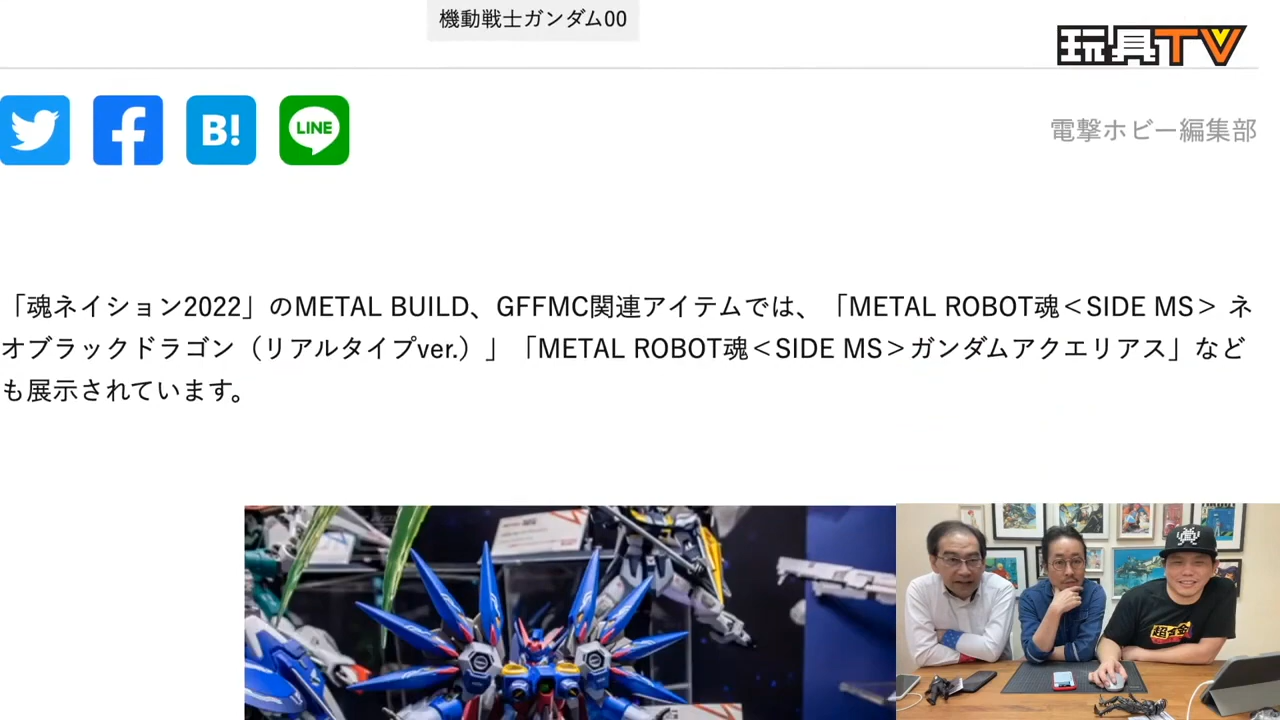 機動戦士ガンダム00
玩具TV
B!
LINE
電撃ホビー編集部
「魂ネイション2022」のMETAL BUILD、GFFMC関連アイテムでは、「METAL ROBOT魂＜SIDE MS＞ ネ
オブラックドラゴン（リアルタイプver.）」「METAL ROBOT魂＜SIDE MS＞ガンダムアクエリアス」など
も展示されています。